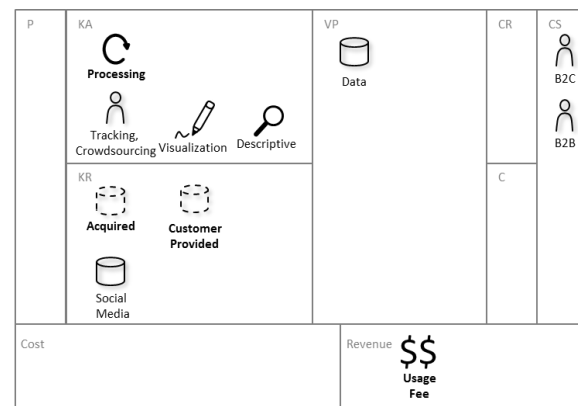 P
KA
Processing
Tracking,
Crowdsourcing
Visualization
Descriptive
KR
Acquired
Customer
Provided
Social
Media
VP
Data
CR
C
CS
B2C
B2B
Cost
Revenue
$$
Usage
Fee